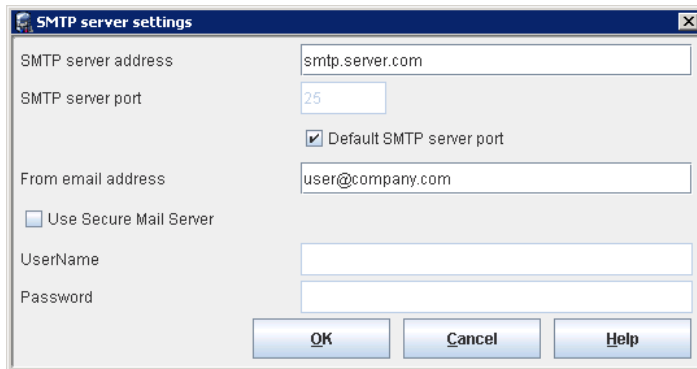 SMTP server settings
SMTP server address smtp.server.com
SMTP server port 25
Default SMTP server port
From email address user@company.com
Use Secure Mail Server
UserName
Password
OK Cancel Help